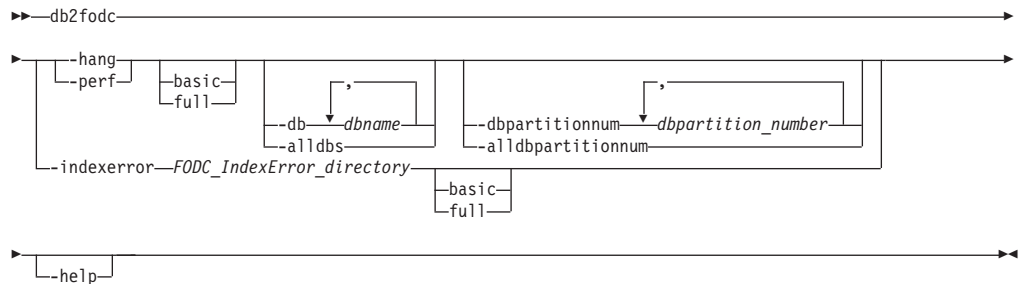 db2fodc
-hang
-perf
basic
full
-db
,
dbname
-alldbs
-dbpartitionnum
,
dbpartition_number
-alldbpartitionnum
-indexerror FODC_IndexError_directory
basic
full
-help